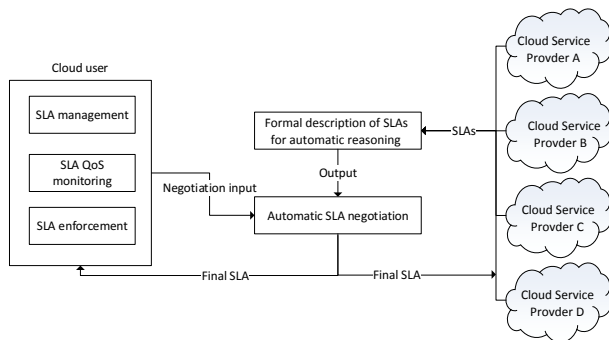 Cloud user
SLA management
SLA QoS
monitoring
SLA enforcement
Negotiation input
Formal description of SLAs
for automatic reasoning
Output
Automatic SLA negotiation
SLAs
Final SLA
Final SLA
Cloud Service
Provder A
Cloud Service
Provder B
Cloud Service
Provder C
Cloud Service
Provder D